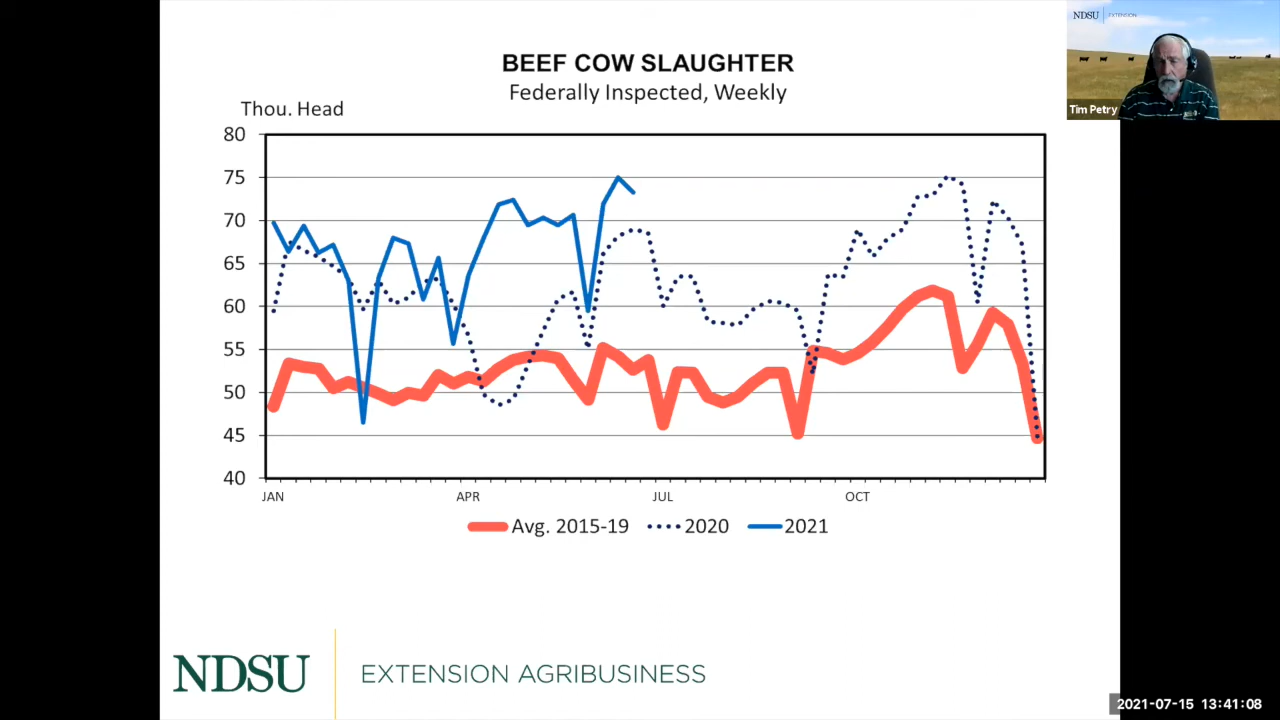 BEEF COW SLAUGHTER
Federally Inspected, Weekly
Thou. Head
80
75
70
65
60
55
50
45
40
JAN APR JUL OCT
Avg. 2015-19 2020 2021
NDSU EXTENSION AGRIBUSINESS
NDSU EXTENSION
Tim Petry
2021-07-15 13:41:08